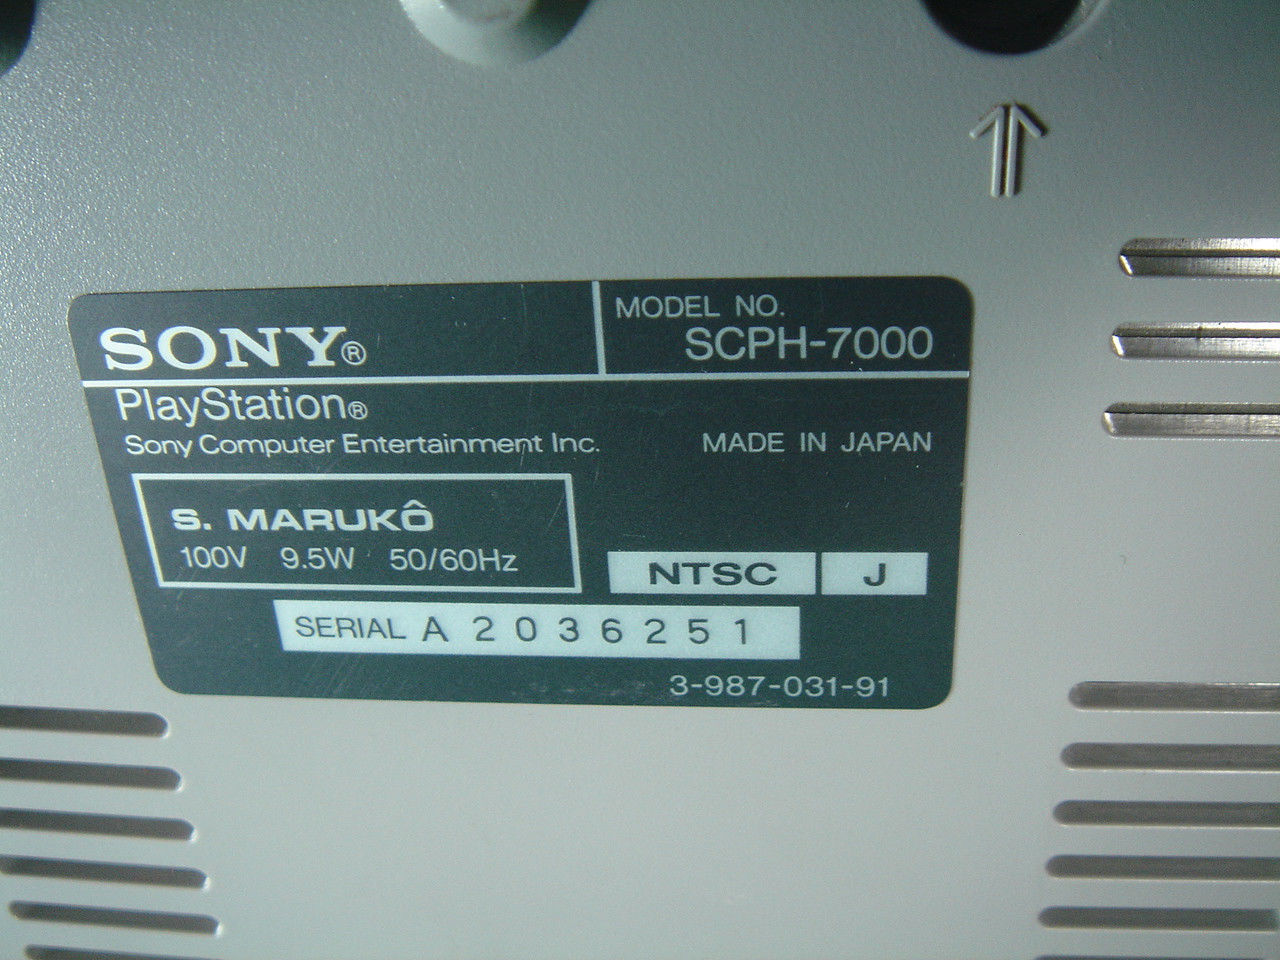 SONY®
MODEL NO.
SCPH-7000
PlayStation®
Sony Computer Entertainment Inc.
MADE IN JAPAN
S. MARUKÔ
100V 9.5W 50/60Hz
NTSC J
SERIAL A 2 0 3 6 2 5 1
3-987-031-91